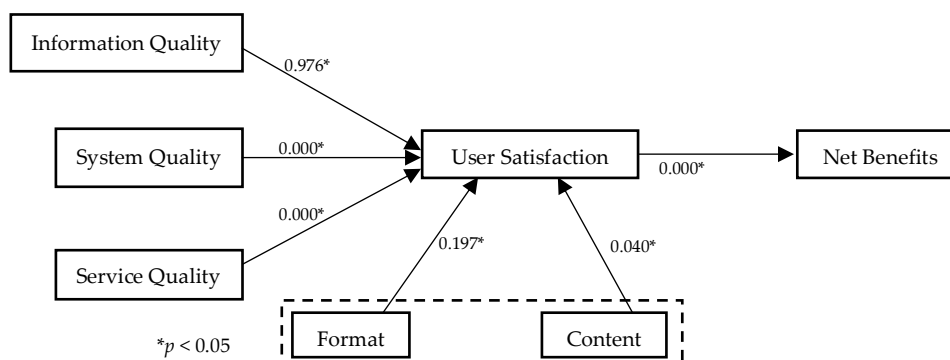 Information Quality
0.976*
System Quality
0.000*
User Satisfaction
0.000*
Net Benefits
0.000*
Service Quality
0.197*
0.040*
Format
Content
*p < 0.05